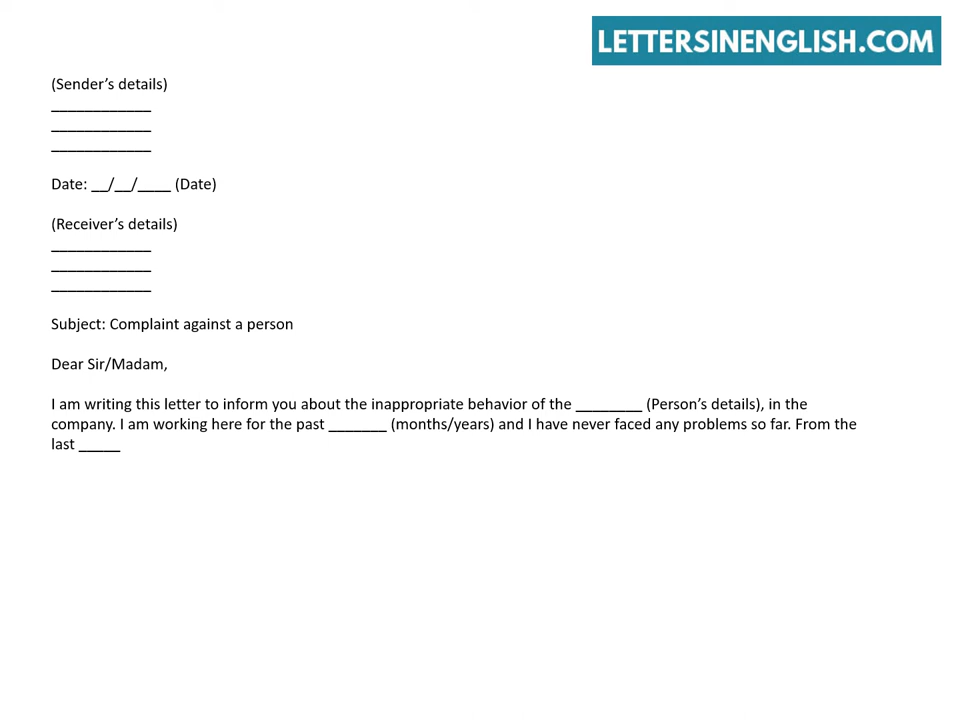 LETTERSINENGLISH.COM
(Sender’s details)
____________
____________
____________
Date: __/__/____ (Date)
(Receiver’s details)
____________
____________
____________
Subject: Complaint against a person
Dear Sir/Madam,
I am writing this letter to inform you about the inappropriate behavior of the ________ (Person’s details), in the
company. I am working here for the past _______ (months/years) and I have never faced any problems so far. From the
last _____